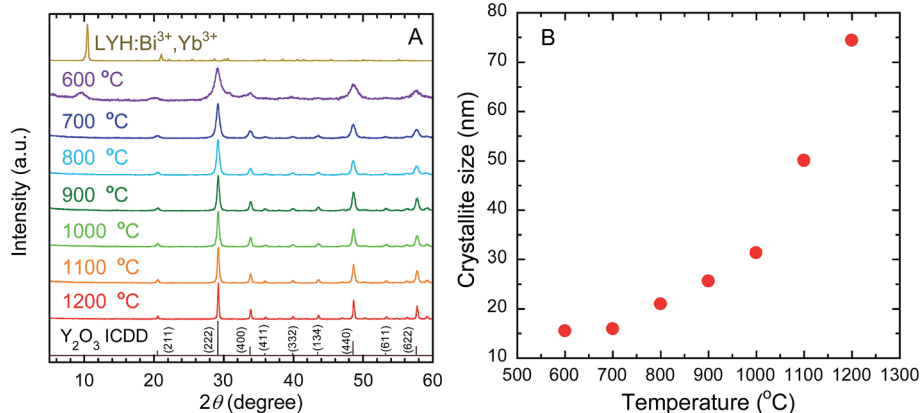 A
LYH:Bi³⁺,Yb³⁺
600 °C
700 °C
800 °C
900 °C
1000 °C
1100 °C
1200 °C
Y₂O₃ ICDD
(211)
(222)
(400)
(411)
(332)
(134)
(440)
(611)
(622)
Intensity (a.u.)
10 20 30 40 50 60
2θ (degree)
B
80
70
60
50
40
30
20
10
Crystallite size (nm)
500 600 700 800 900 1000 1100 1200 1300
Temperature (°C)